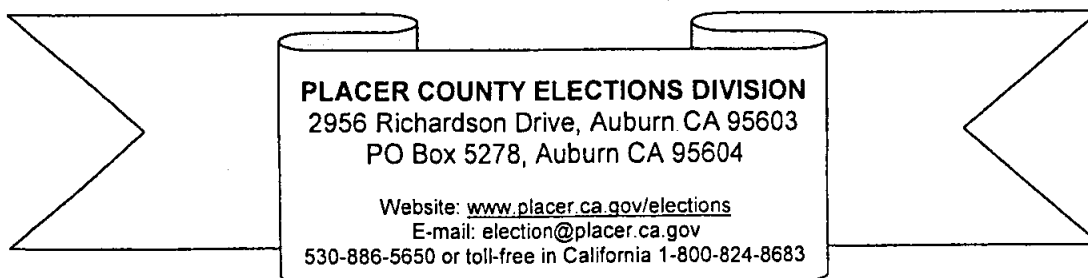 PLACER COUNTY ELECTIONS DIVISION
2956 Richardson Drive, Auburn CA 95603
PO Box 5278, Auburn CA 95604
Website: www.placer.ca.gov/elections
E-mail: election@placer.ca.gov
530-886-5650 or toll-free in California 1-800-824-8683